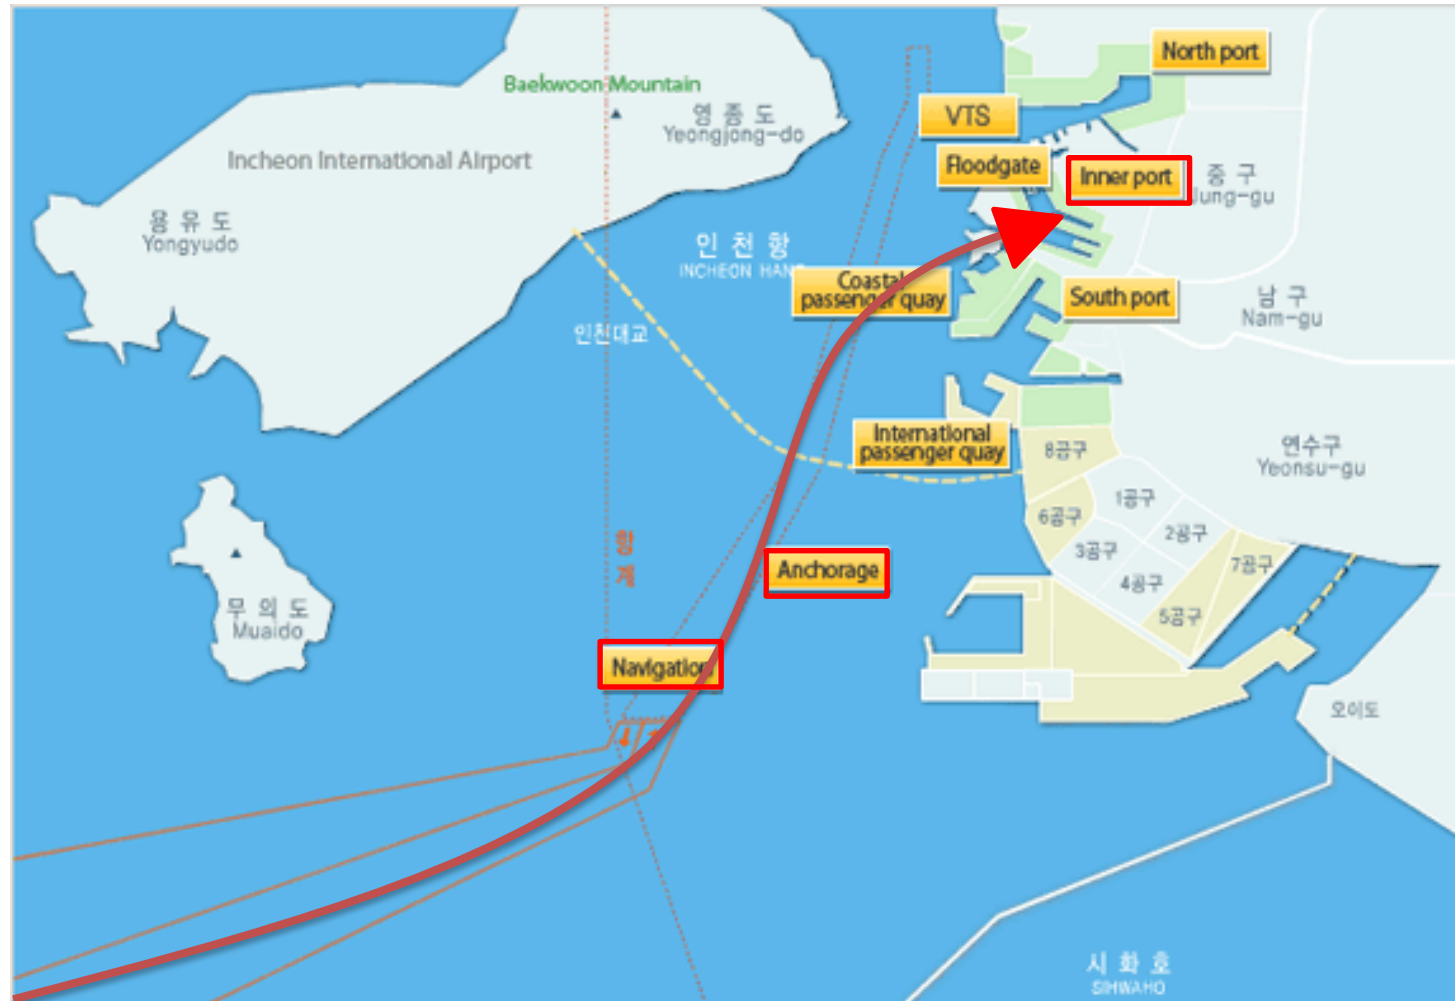 North port
Baekwoon Mountain
VTS
영 종 도
Yeongjong-do
Incheon International Airport
Floodgate
Inner port
중 구
Jung-gu
용 유 도
Yongyudo
인 천 항
INCHEON HANG
Coastal
passenger quay
South port
남 구
Nam-gu
인천대교
International
passenger quay
8공구
연수구
Yeonsu-gu
1공구
6공구
2공구
3공구
7공구
4공구
5공구
항
계
Anchorage
무 의 도
Muaido
Navigation
오이도
시 화 호
SIHWAHO